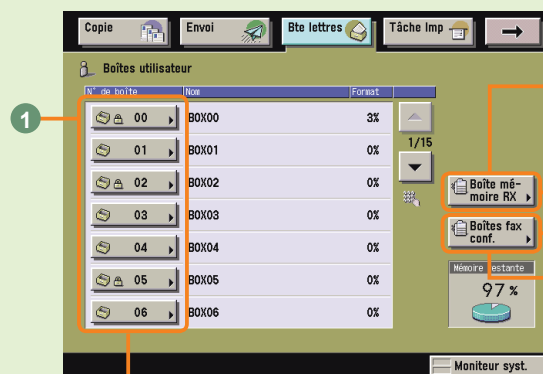 Copie
Envoi
Bte lettres
Tâche Imp
Boîtes utilisateur
N° de boîte Nom Format
00 BOX00 3%
01 BOX01 0%
02 BOX02 0%
03 BOX03 0%
04 BOX04 0%
05 BOX05 0%
06 BOX06 0%
1/15
1
Boîte mé-
moire RX
Boîtes fax
conf.
Mémoire restante
97 %
Moniteur syst.